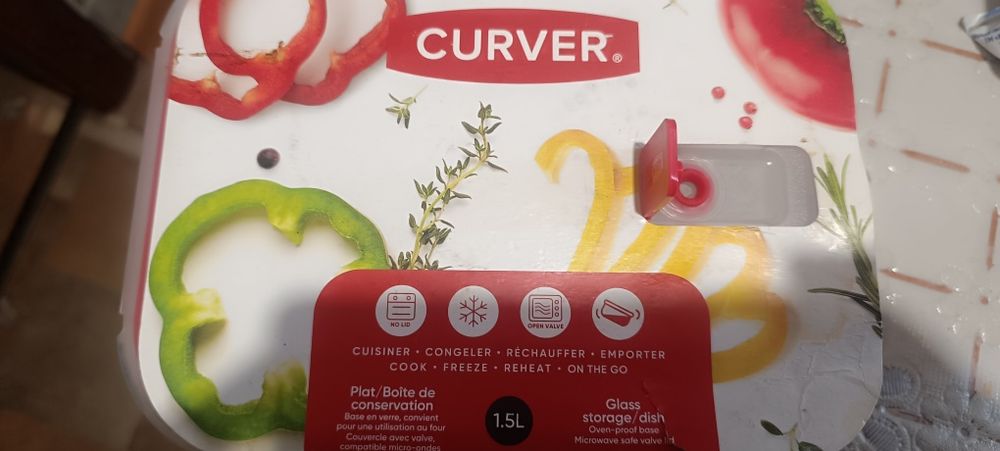 CURVER®
NO LID
OPEN VALVE
CUISINER • CONGELER • RÉCHAUFFER • EMPORTER
COOK • FREEZE • REHEAT • ON THE GO
Plat/Boîte de
conservation
Base en verre, convient
pour une utilisation au four
Couvercle avec valve,
compatible micro-ondes
1.5L
Glass
storage/dish
Oven-proof base
Microwave safe valve lid